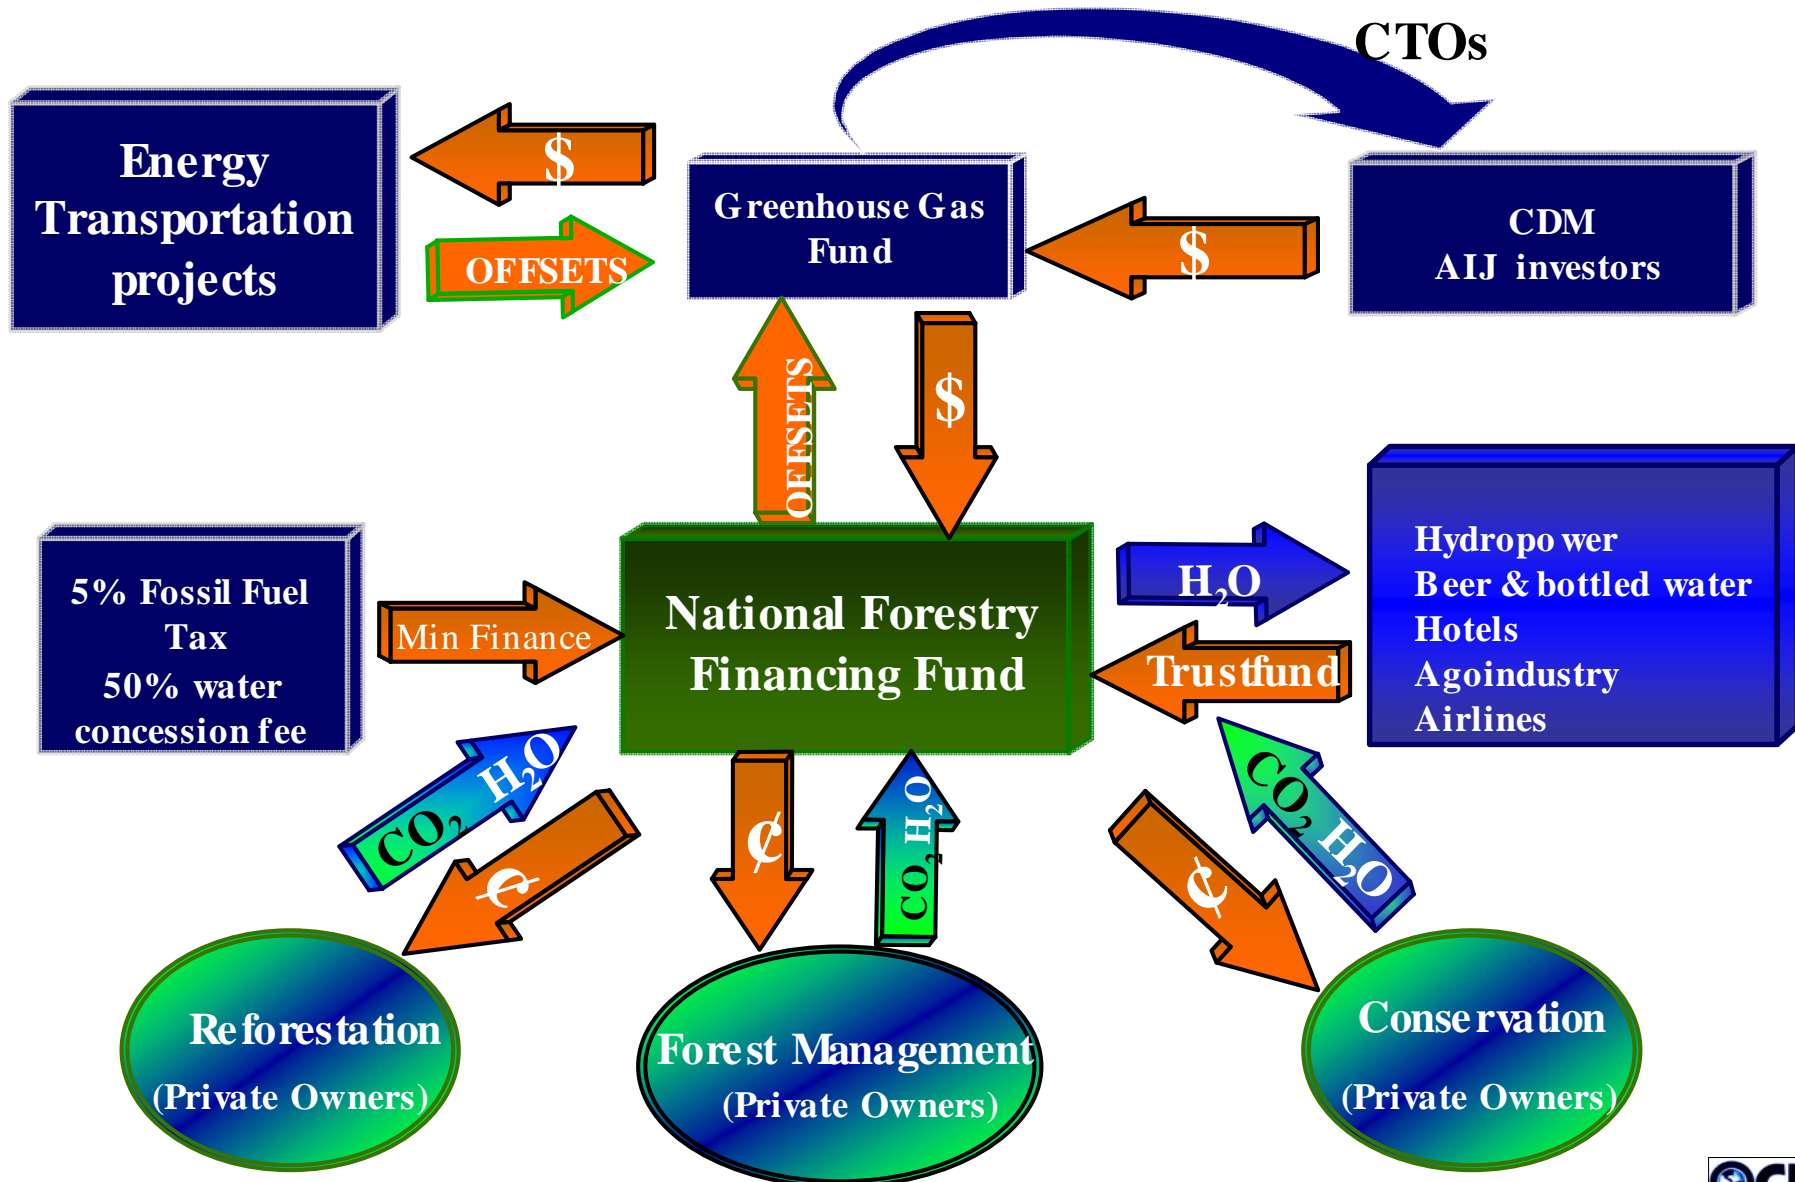 CTOs
Energy
Transportation
projects
$
OFFSETS
Greenhouse Gas
Fund
$
CDM
AIJ investors
OFFSETS
$
5% Fossil Fuel
Tax
50% water
concession fee
Min Finance
National Forestry
Financing Fund
H₂O
Trustfund
Hydropower
Beer & bottled water
Hotels
Agoindustry
Airlines
CO₂ H₂O
¢
¢
CO₂ H₂O
¢
CO₂ H₂O
Reforestation
(Private Owners)
Forest Management
(Private Owners)
Conservation
(Private Owners)